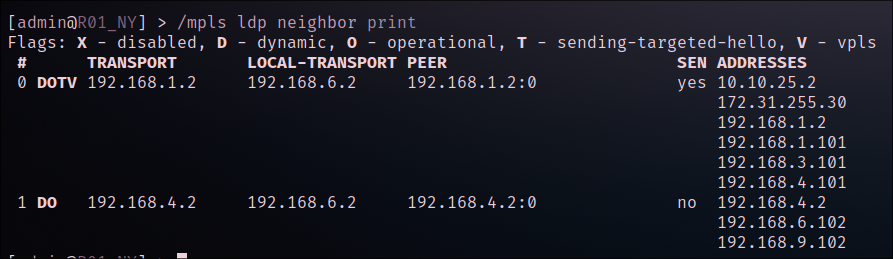 [admin@R01_NY] > /mpls ldp neighbor print
Flags: X - disabled, D - dynamic, O - operational, T - sending-targeted-hello, V - vpls
# TRANSPORT LOCAL-TRANSPORT PEER SEN ADDRESSES
0 DOTV 192.168.1.2 192.168.6.2 192.168.1.2:0 yes 10.10.25.2
172.31.255.30
192.168.1.2
192.168.1.101
192.168.3.101
192.168.4.101
1 DO 192.168.4.2 192.168.6.2 192.168.4.2:0 no 192.168.4.2
192.168.6.102
192.168.9.102
[admin@R01_NY] >